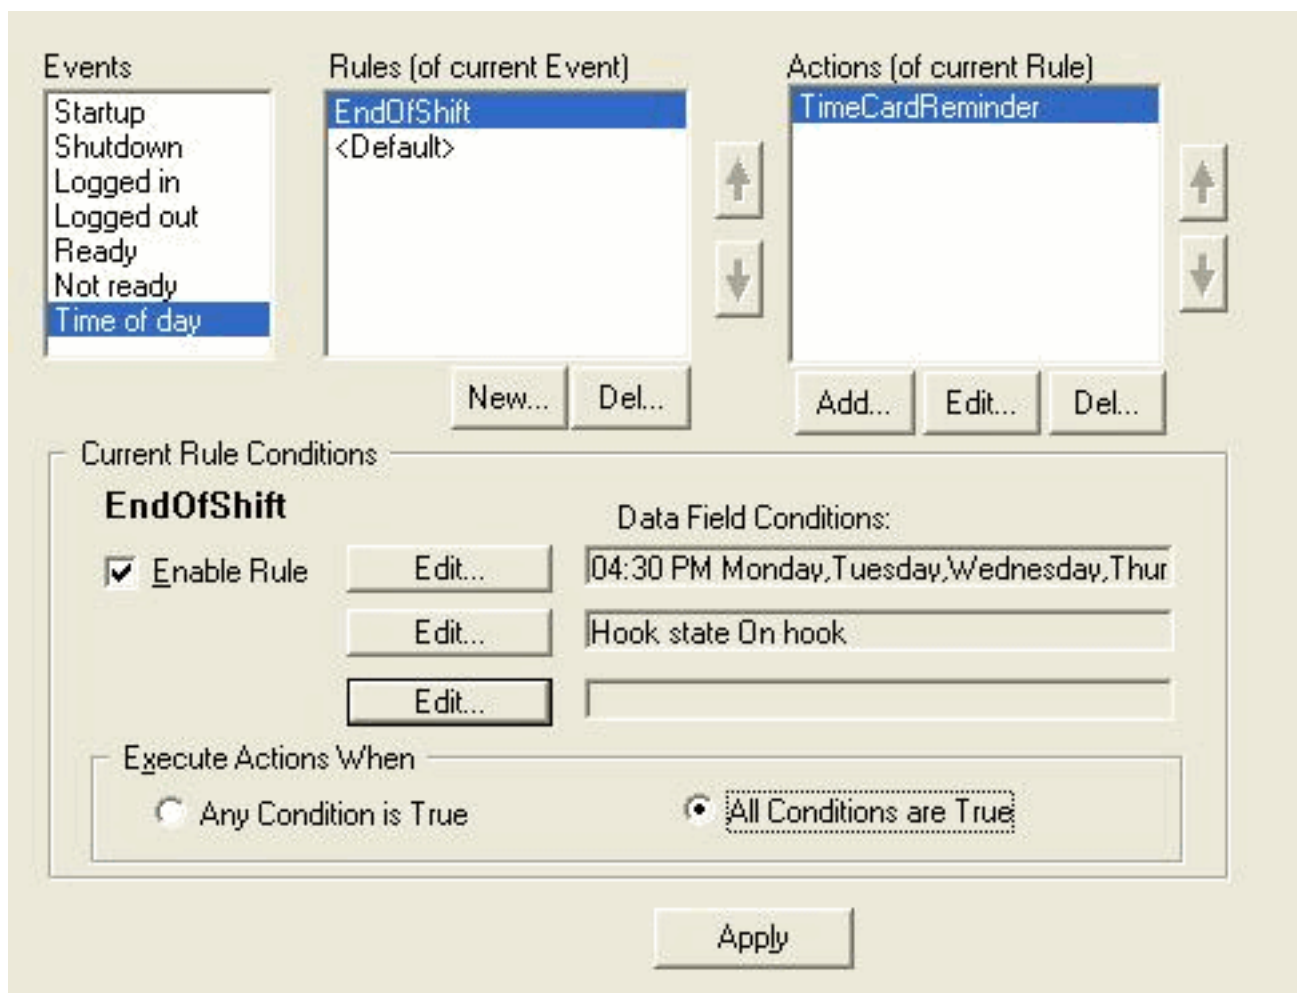 Events
Startup
Shutdown
Logged in
Logged out
Ready
Not ready
Time of day
Rules (of current Event)
EndOfShift
<Default>
New...
Del...
Actions (of current Rule)
TimeCardReminder
Add...
Edit...
Del...
Current Rule Conditions
EndOfShift
Data Field Conditions:
Enable Rule
Edit...
04:30 PM Monday,Tuesday,Wednesday,Thur
Edit...
Hook state On hook
Edit...
Execute Actions When
Any Condition is True
All Conditions are True
Apply